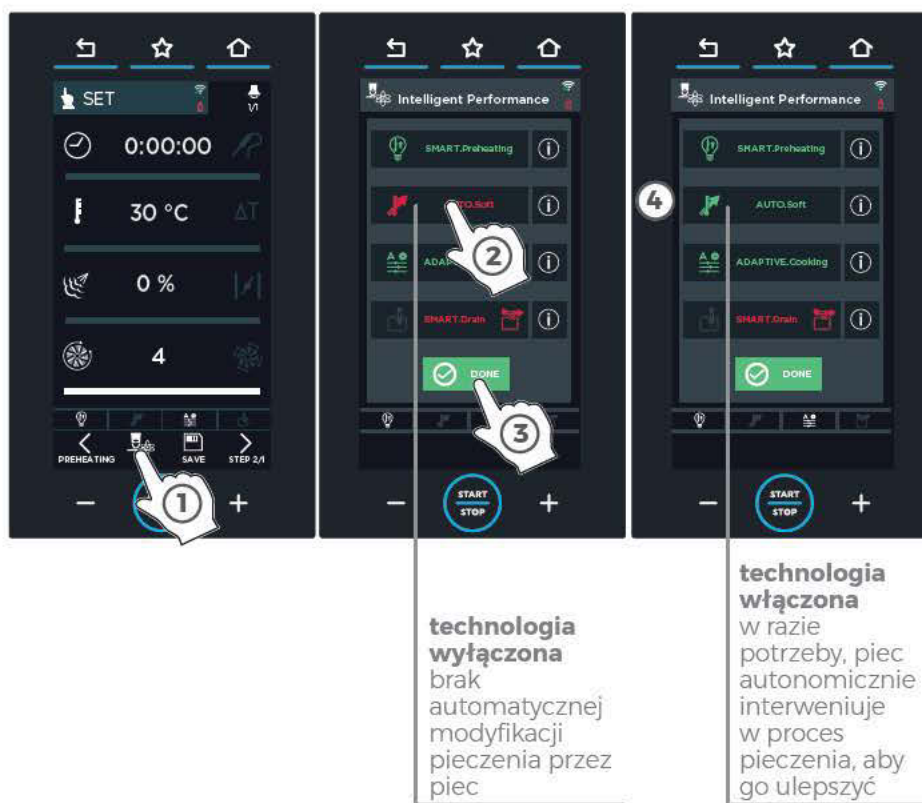 SET
0:00:00
30 °C
ΔT
0 %
4
PREHEATING
SAVE
STEP 2/1
1
Intelligent Performance
SMART.Preheating
AUTO.Soft
2
SMART.Drain
DONE
3
START
STOP
Intelligent Performance
SMART.Preheating
4
AUTO.Soft
ADAPTIVE.Cooking
SMART.Drain
DONE
START
STOP
technologia
wyłączona
brak
automatycznej
modyfikacji
pieczenia przez
piec
technologia
włączona
w razie
potrzeby, piec
autonomicznie
interweniuje
w proces
pieczenia, aby
go ulepszyć